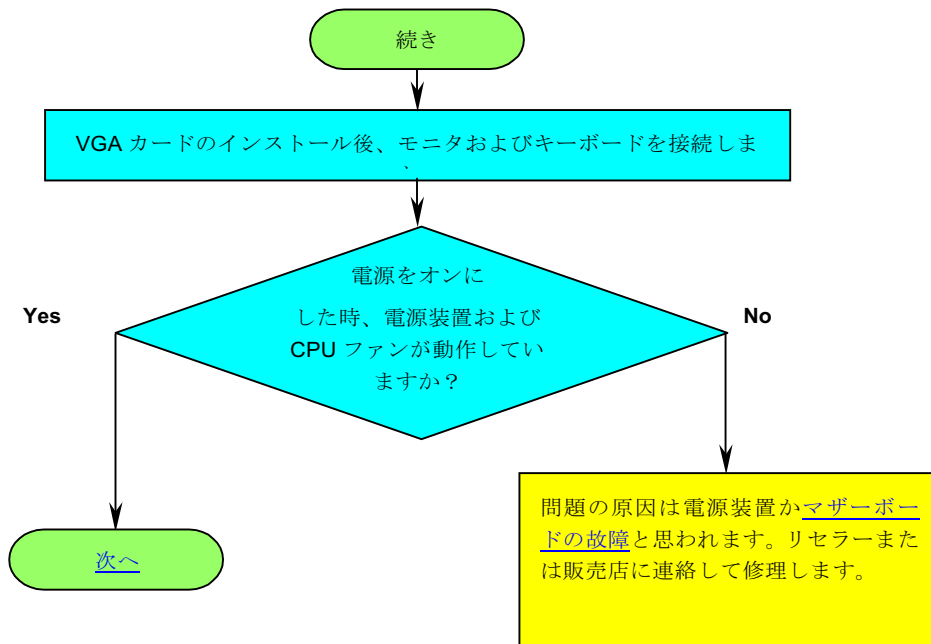 続き
VGA カードのインストール後、モニタおよびキーボードを接続しま
電源をオンに
Yes
した時、電源装置および
No
CPU ファンが動作してい
ますか？
問題の原因は電源装置かマザーボー
ドの故障と思われます。リセラーまた
は販売店に連絡して修理します。
次へ